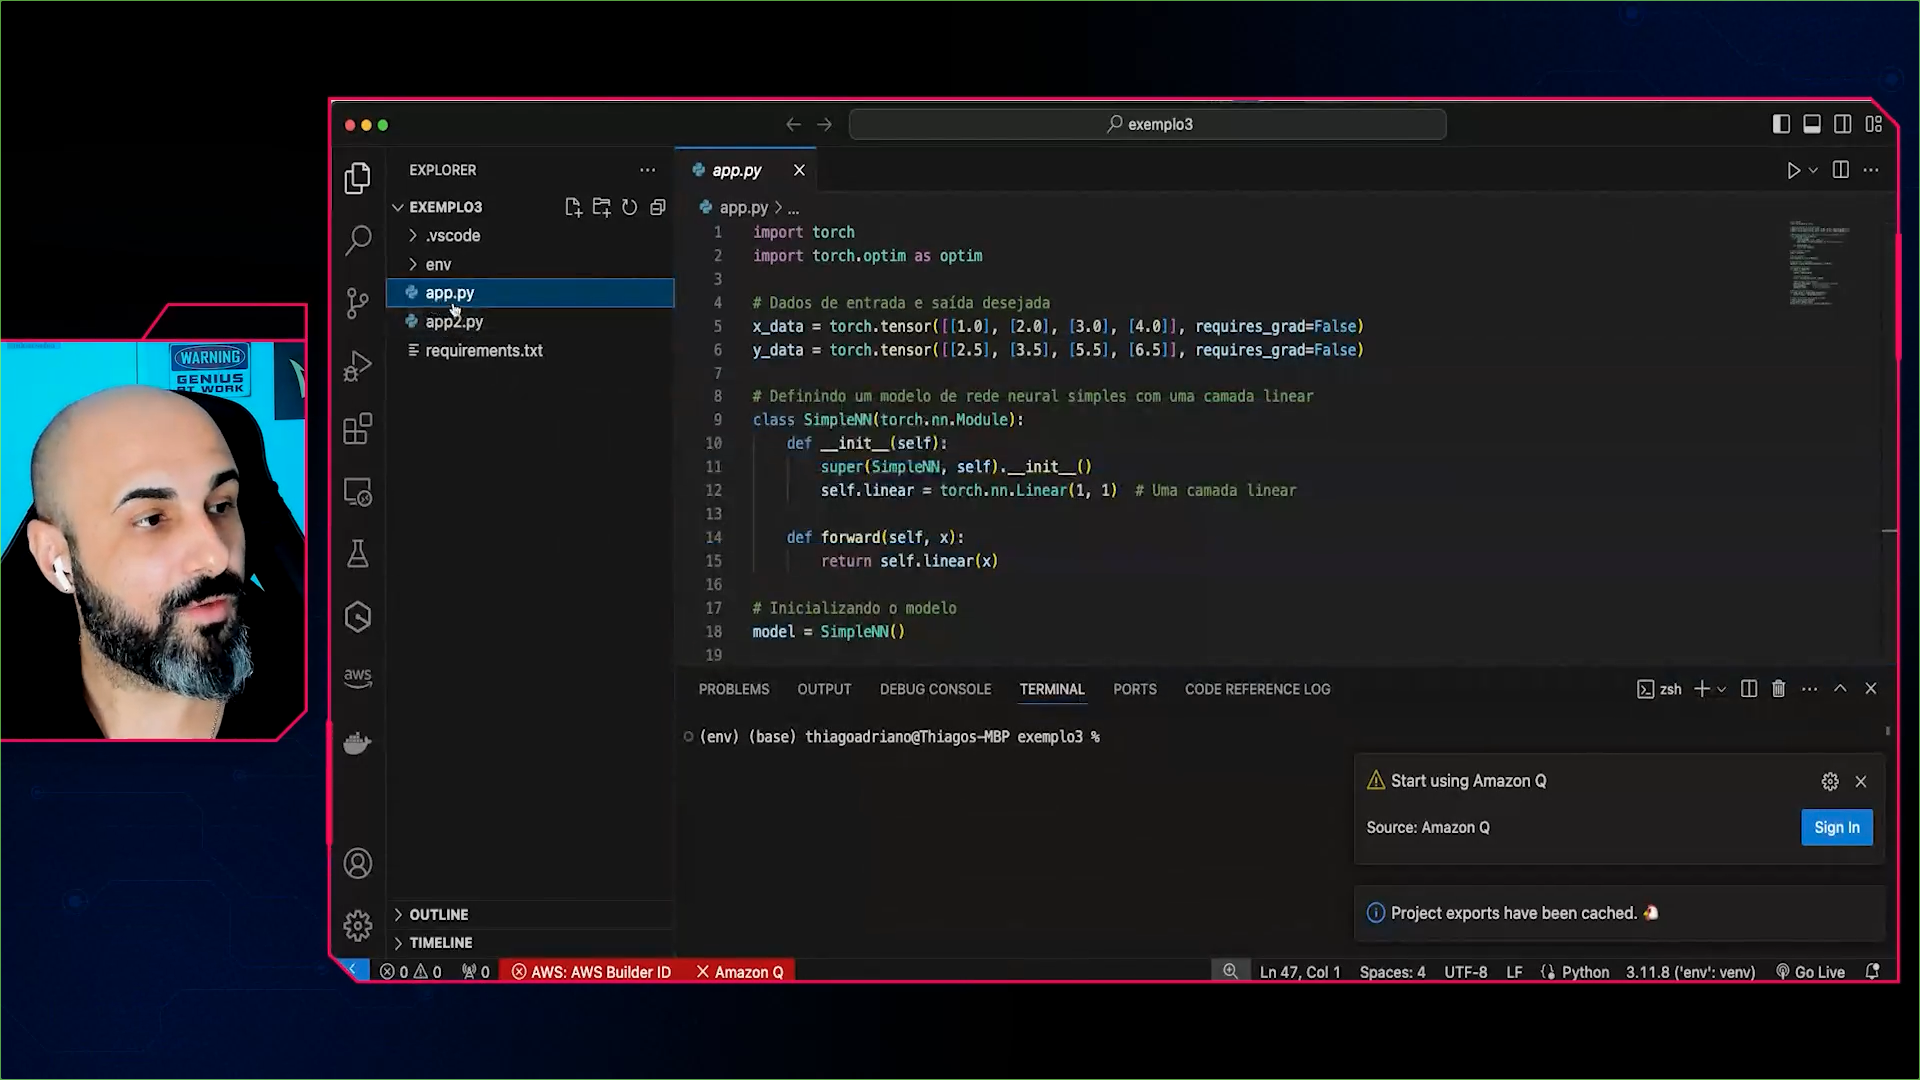 exemplo3
EXPLORER
EXEMPLO3
.vscode
env
app.py
app2.py
requirements.txt
OUTLINE
TIMELINE
aws
app.py
app.py > ...
1 import torch
2 import torch.optim as optim
3
4 # Dados de entrada e saída desejada
5 x_data = torch.tensor([[1.0], [2.0], [3.0], [4.0]], requires_grad=False)
6 y_data = torch.tensor([[2.5], [3.5], [5.5], [6.5]], requires_grad=False)
7
8 # Definindo um modelo de rede neural simples com uma camada linear
9 class SimpleNN(torch.nn.Module):
10 def __init__(self):
11 super(SimpleNN, self).__init__()
12 self.linear = torch.nn.Linear(1, 1) # Uma camada linear
13
14 def forward(self, x):
15 return self.linear(x)
16
17 # Inicializando o modelo
18 model = SimpleNN()
19
PROBLEMS OUTPUT DEBUG CONSOLE TERMINAL PORTS CODE REFERENCE LOG
zsh
(env) (base) thiagoadriano@Thiagos-MBP exemplo3 %
Start using Amazon Q
Source: Amazon Q
Sign In
Project exports have been cached.
0 0 0 AWS: AWS Builder ID Amazon Q
Ln 47, Col 1 Spaces: 4 UTF-8 LF Python 3.11.8 ('env': venv) Go Live
WARNING
GENIUS
AT WORK